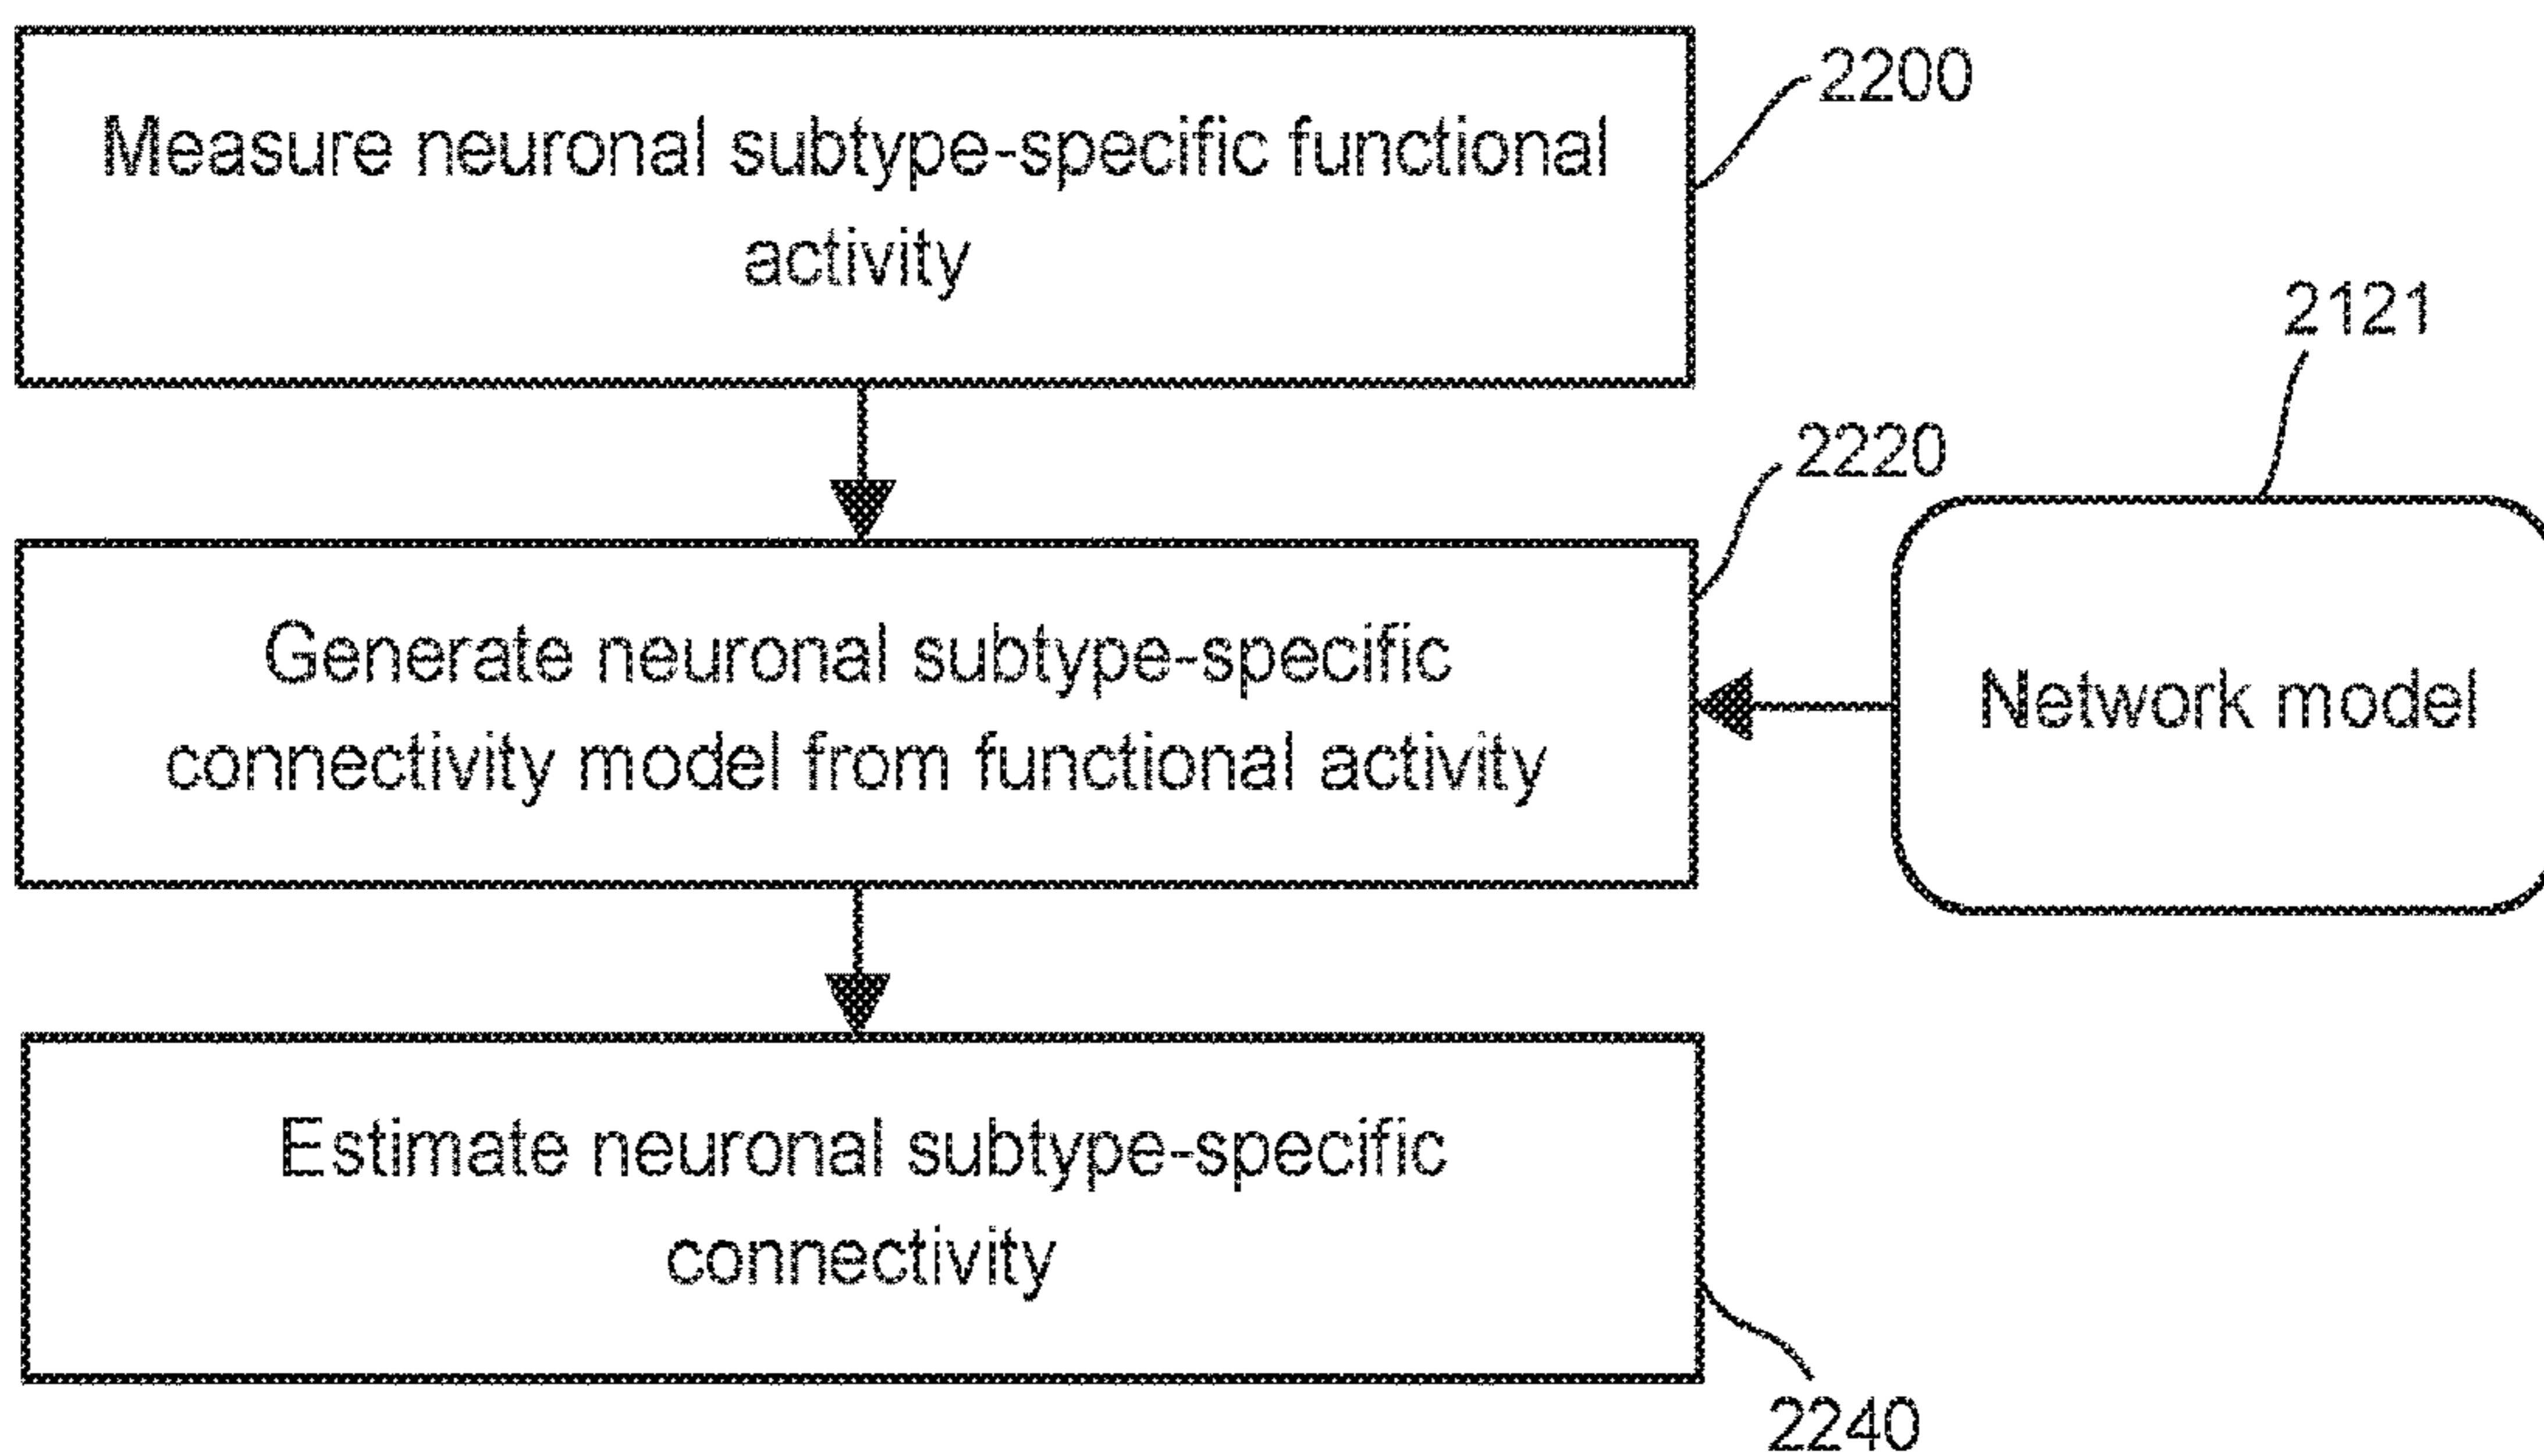 2200
Measure neuronal subtype-specific functional
activity
2121
2220
Generate neuronal subtype-specific
connectivity model from functional activity
Network model
Estimate neuronal subtype-specific
connectivity
2240